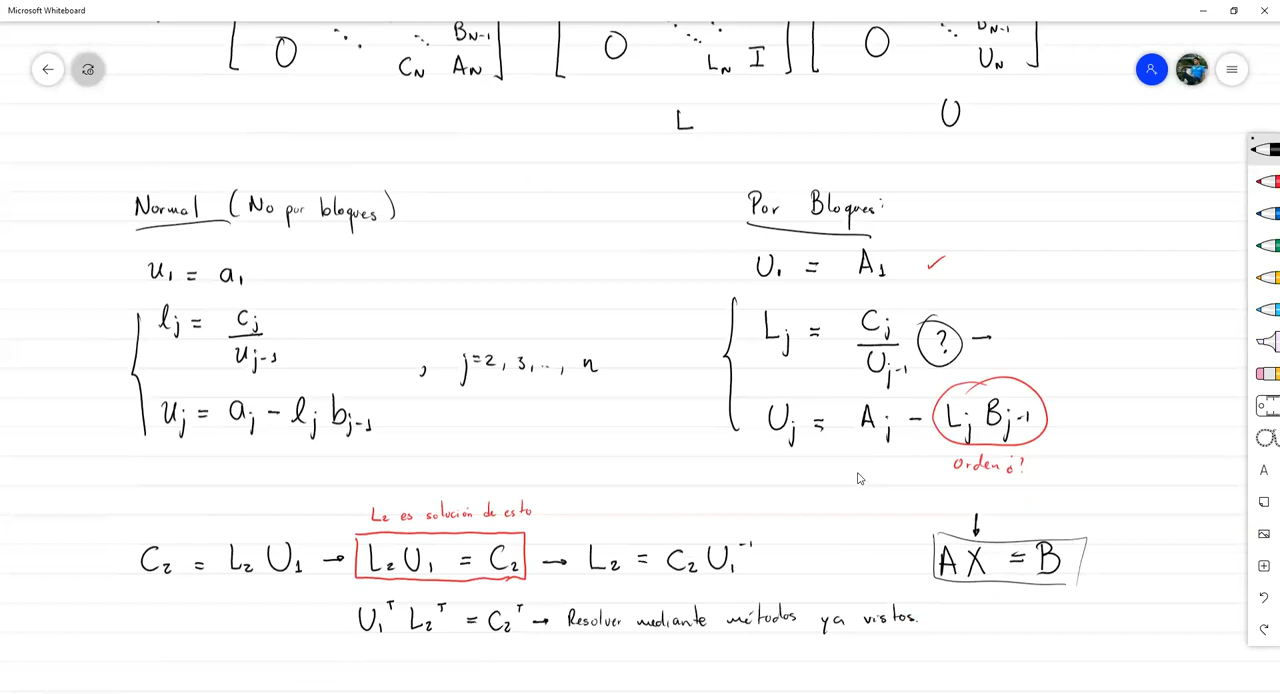 Microsoft Whiteboard
B_{N-1}
0 ⋱ ⋱ C_N A_N
0 ⋱ L_N I
0 ⋱ U_N
L
U
Normal (No por bloques)
u_1 = a_1
l_j = c_j / u_{j-1}
, j=2, 3, ..., n
u_j = a_j - l_j b_{j-1}
Por Bloques:
U_1 = A_1 ✓
L_j = C_j / U_{j-1} ? -
U_j = A_j - L_j B_{j-1}
orden ¿?
L_2 es solución de esto
C_2 = L_2 U_1 → L_2 U_1 = C_2 → L_2 = C_2 U_1^{-1}
U_1^T L_2^T = C_2^T → Resolver mediante métodos ya vistos.
↓
A X = B
A